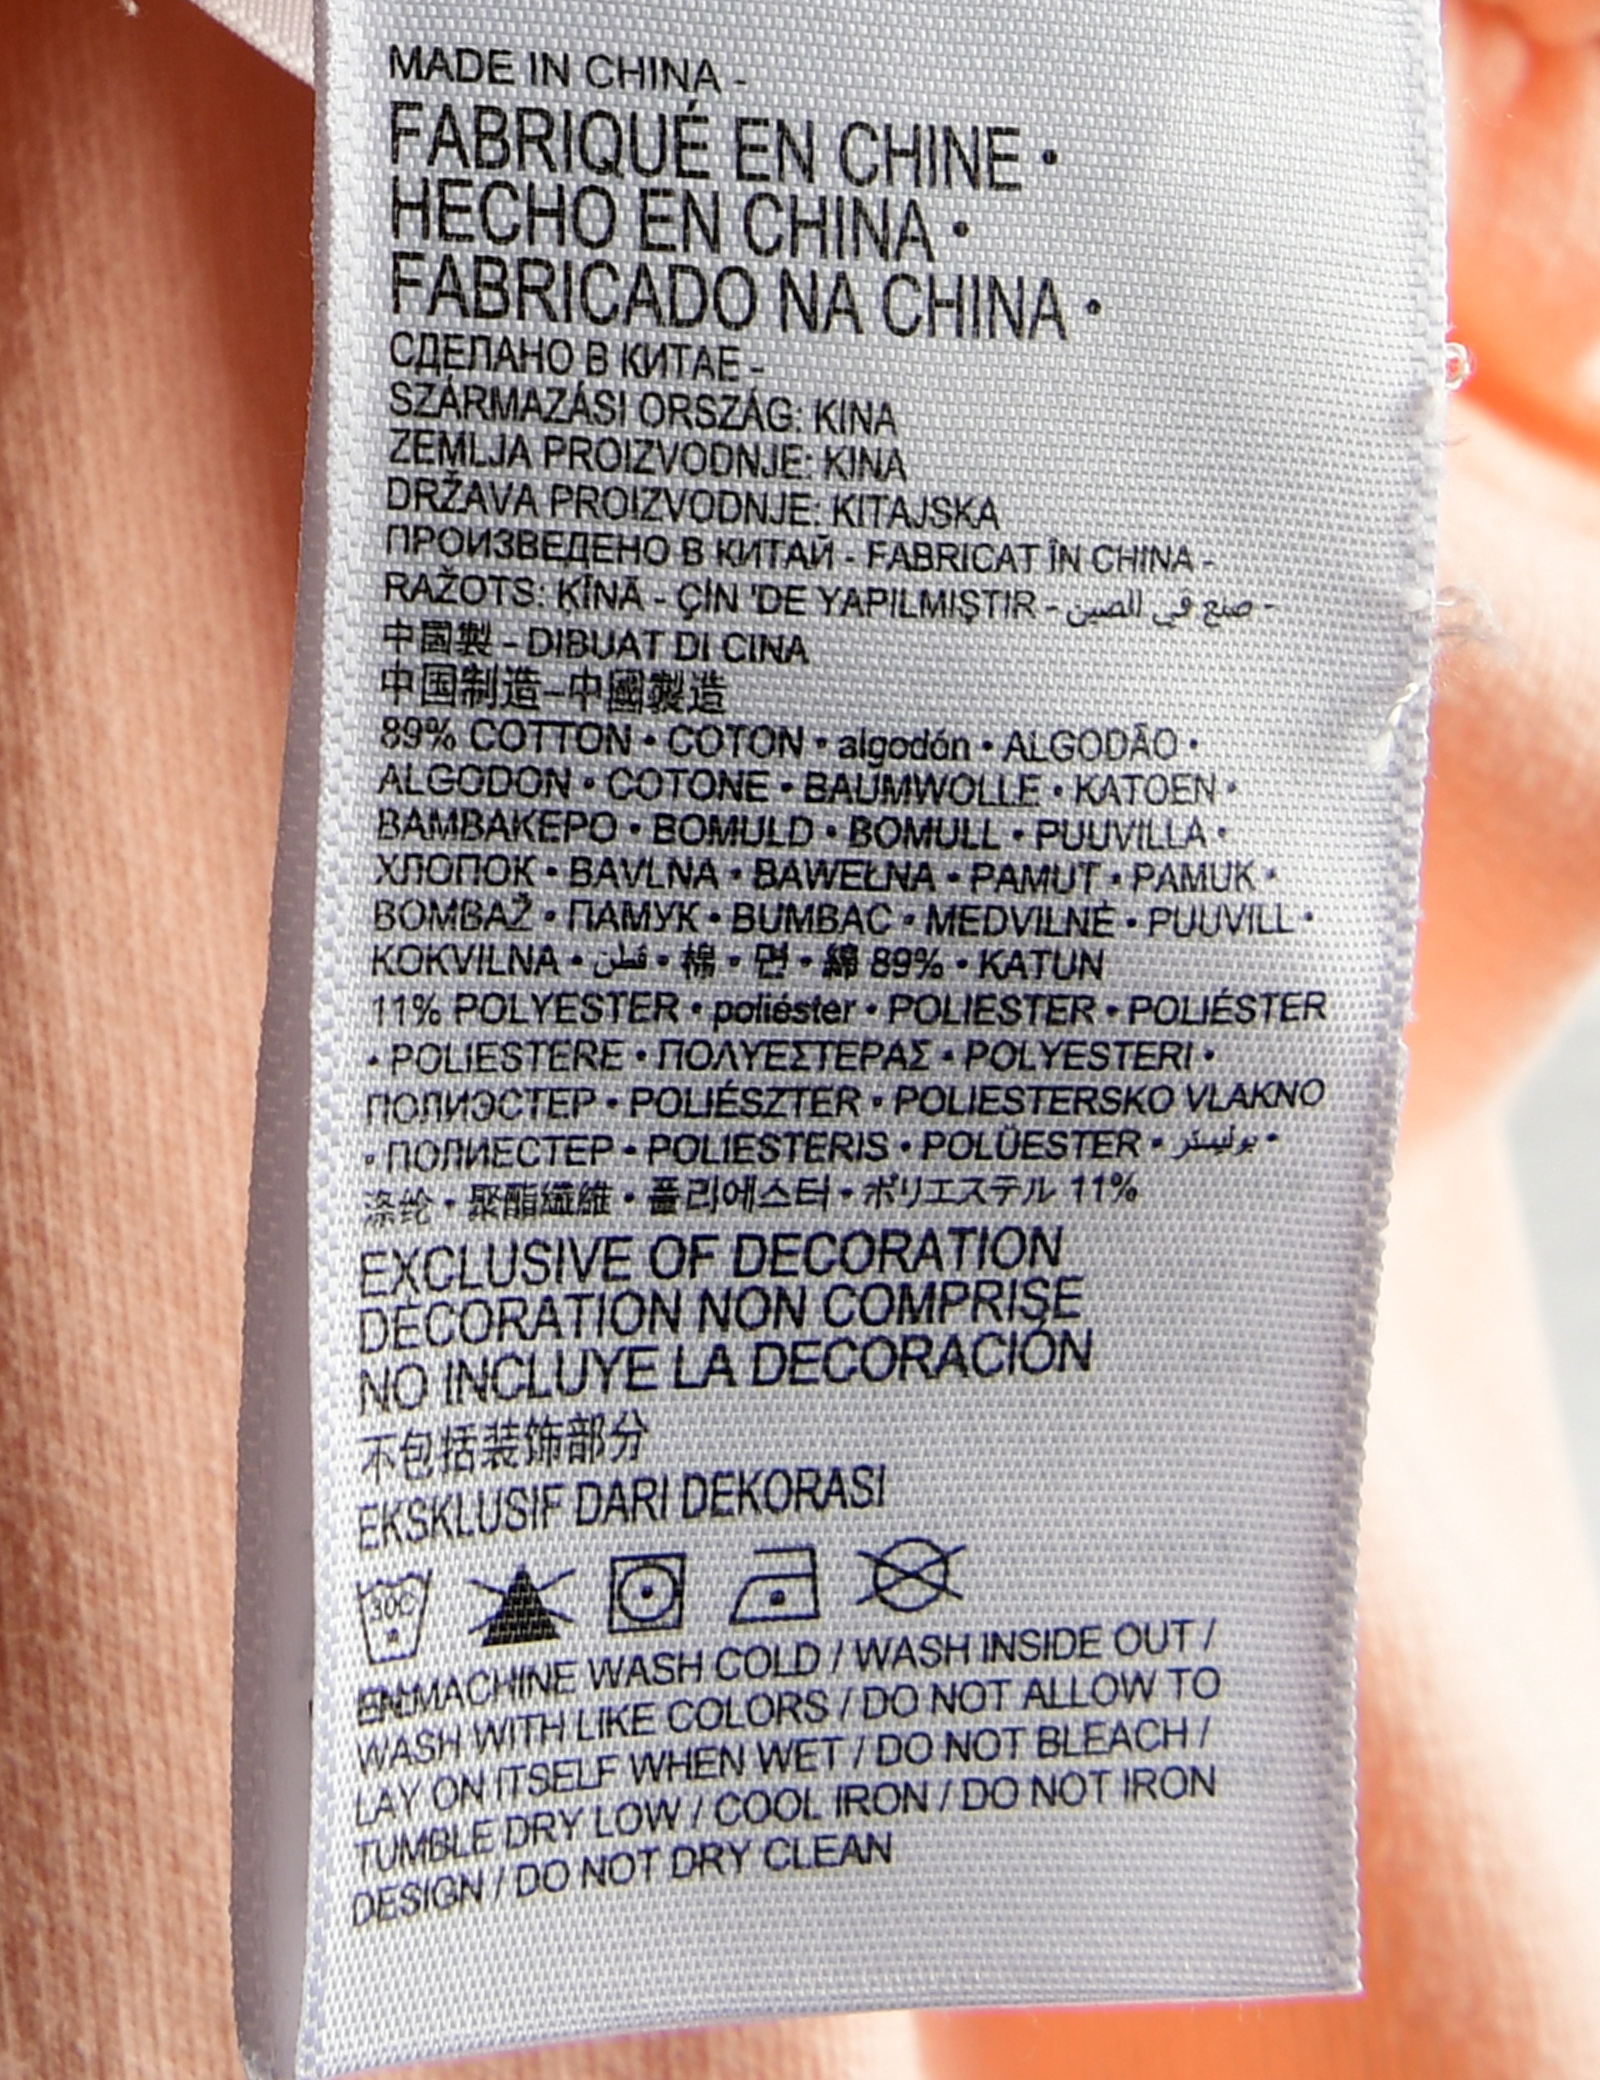 MADE IN CHINA -
FABRIQUÉ EN CHINE •
HECHO EN CHINA •
FABRICADO NA CHINA •
СДЕЛАНО В КИТАЕ -
SZÁRMAZÁSI ORSZÁG: KINA
ZEMLJA PROIZVODNJE: KINA
DRŽAVA PROIZVODNJE: KITAJSKA
ПРОИЗВЕДЕНО В КИТАЙ - FABRICAT ÎN CHINA -
RAŽOTS: KĪNĀ - ÇİN 'DE YAPILMIŞTIR - صنع في الصين -
中國製 - DIBUAT DI CINA
中国制造-中國製造
89% COTTON • COTON • algodón • ALGODÃO •
ALGODON • COTONE • BAUMWOLLE • KATOEN •
ΒΑΜΒΑΚΕΡΟ • BOMULD • BOMULL • PUUVILLA •
ХЛОПОК • BAVLNA • BAWEŁNA • PAMUT • PAMUK •
BOMBAŽ • ПАМУК • BUMBAC • MEDVILNĖ • PUUVILL •
KOKVILNA • قطن • 棉 • 면 • 綿 89% • KATUN
11% POLYESTER • poliéster • POLIESTER • POLIÉSTER
• POLIESTERE • ΠΟΛΥΕΣΤΕΡΑΣ • POLYESTERI •
ПОЛИЭСТЕР • POLIÉSZTER • POLIESTERSKO VLAKNO
• ПОЛИЕСТЕР • POLIESTERIS • POLÜESTER • بوليستر •
涤纶 • 聚酯纖維 • 폴리에스터 • ポリエステル 11%
EXCLUSIVE OF DECORATION
DÉCORATION NON COMPRISE
NO INCLUYE LA DECORACIÓN
不包括装饰部分
EKSKLUSIF DARI DEKORASI
30C
EN:MACHINE WASH COLD / WASH INSIDE OUT /
WASH WITH LIKE COLORS / DO NOT ALLOW TO
LAY ON ITSELF WHEN WET / DO NOT BLEACH /
TUMBLE DRY LOW / COOL IRON / DO NOT IRON
DESIGN / DO NOT DRY CLEAN